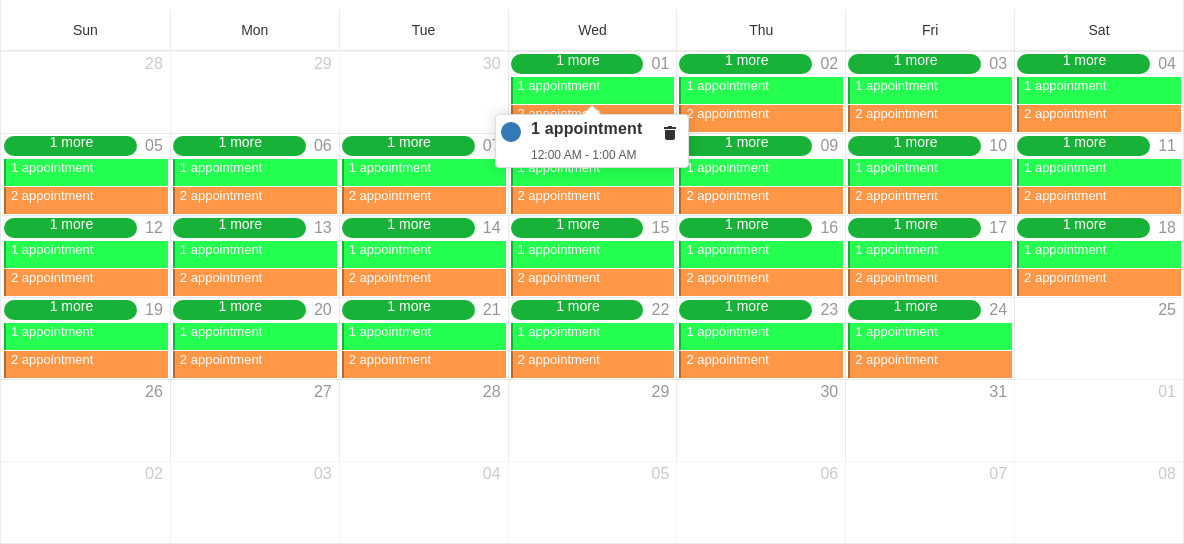 Sun Mon Tue Wed Thu Fri Sat
28 29 30 1 more 01 1 more 02 1 more 03 1 more 04
1 appointment 1 appointment 1 appointment 1 appointment
2 appointment 2 appointment 2 appointment 2 appointment
1 appointment
12:00 AM - 1:00 AM
1 more 05 1 more 06 1 more 07 1 more 09 1 more 10 1 more 11
1 appointment 1 appointment 1 appointment 1 appointment 1 appointment 1 appointment 1 appointment
2 appointment 2 appointment 2 appointment 2 appointment 2 appointment 2 appointment 2 appointment
1 more 12 1 more 13 1 more 14 1 more 15 1 more 16 1 more 17 1 more 18
1 appointment 1 appointment 1 appointment 1 appointment 1 appointment 1 appointment 1 appointment
2 appointment 2 appointment 2 appointment 2 appointment 2 appointment 2 appointment 2 appointment
1 more 19 1 more 20 1 more 21 1 more 22 1 more 23 1 more 24 25
1 appointment 1 appointment 1 appointment 1 appointment 1 appointment 1 appointment
2 appointment 2 appointment 2 appointment 2 appointment 2 appointment 2 appointment
26 27 28 29 30 31 01
02 03 04 05 06 07 08